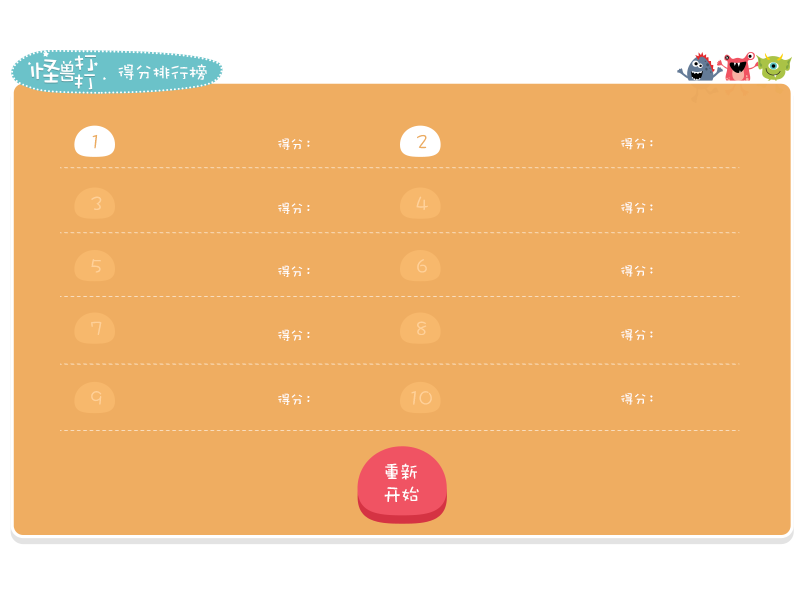 怪兽打打·得分排行榜
1 得分： 2 得分：
3 得分： 4 得分：
5 得分： 6 得分：
7 得分： 8 得分：
9 得分： 10 得分：
重新
开始